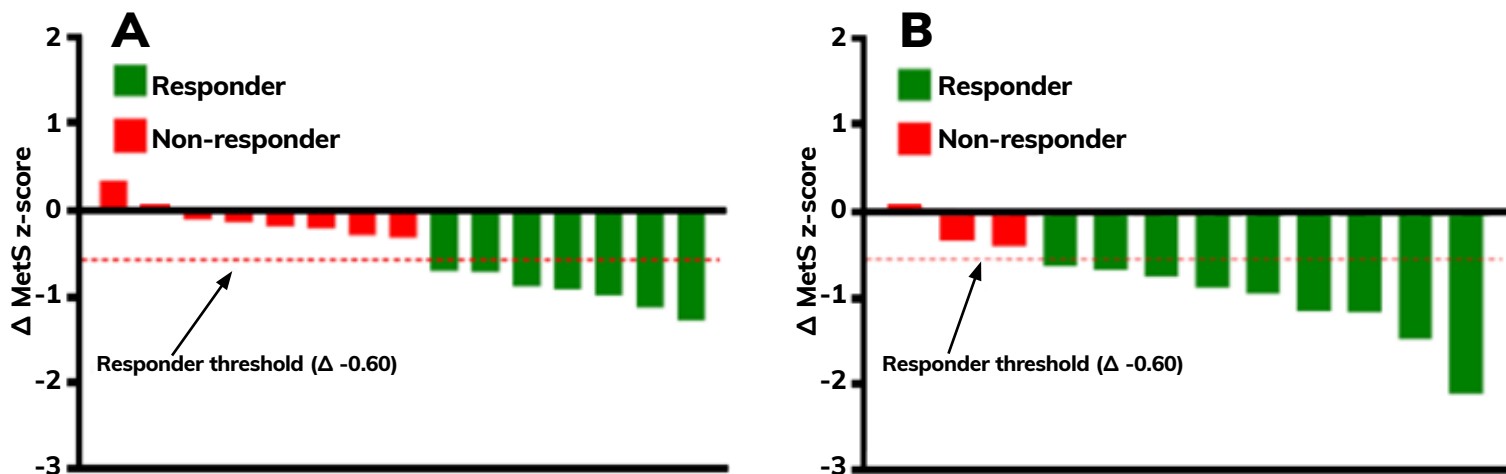 A
2
1
0
-1
-2
-3
Δ MetS z-score
Responder
Non-responder
Responder threshold (Δ -0.60)
B
2
1
0
-1
-2
-3
Δ MetS z-score
Responder
Non-responder
Responder threshold (Δ -0.60)